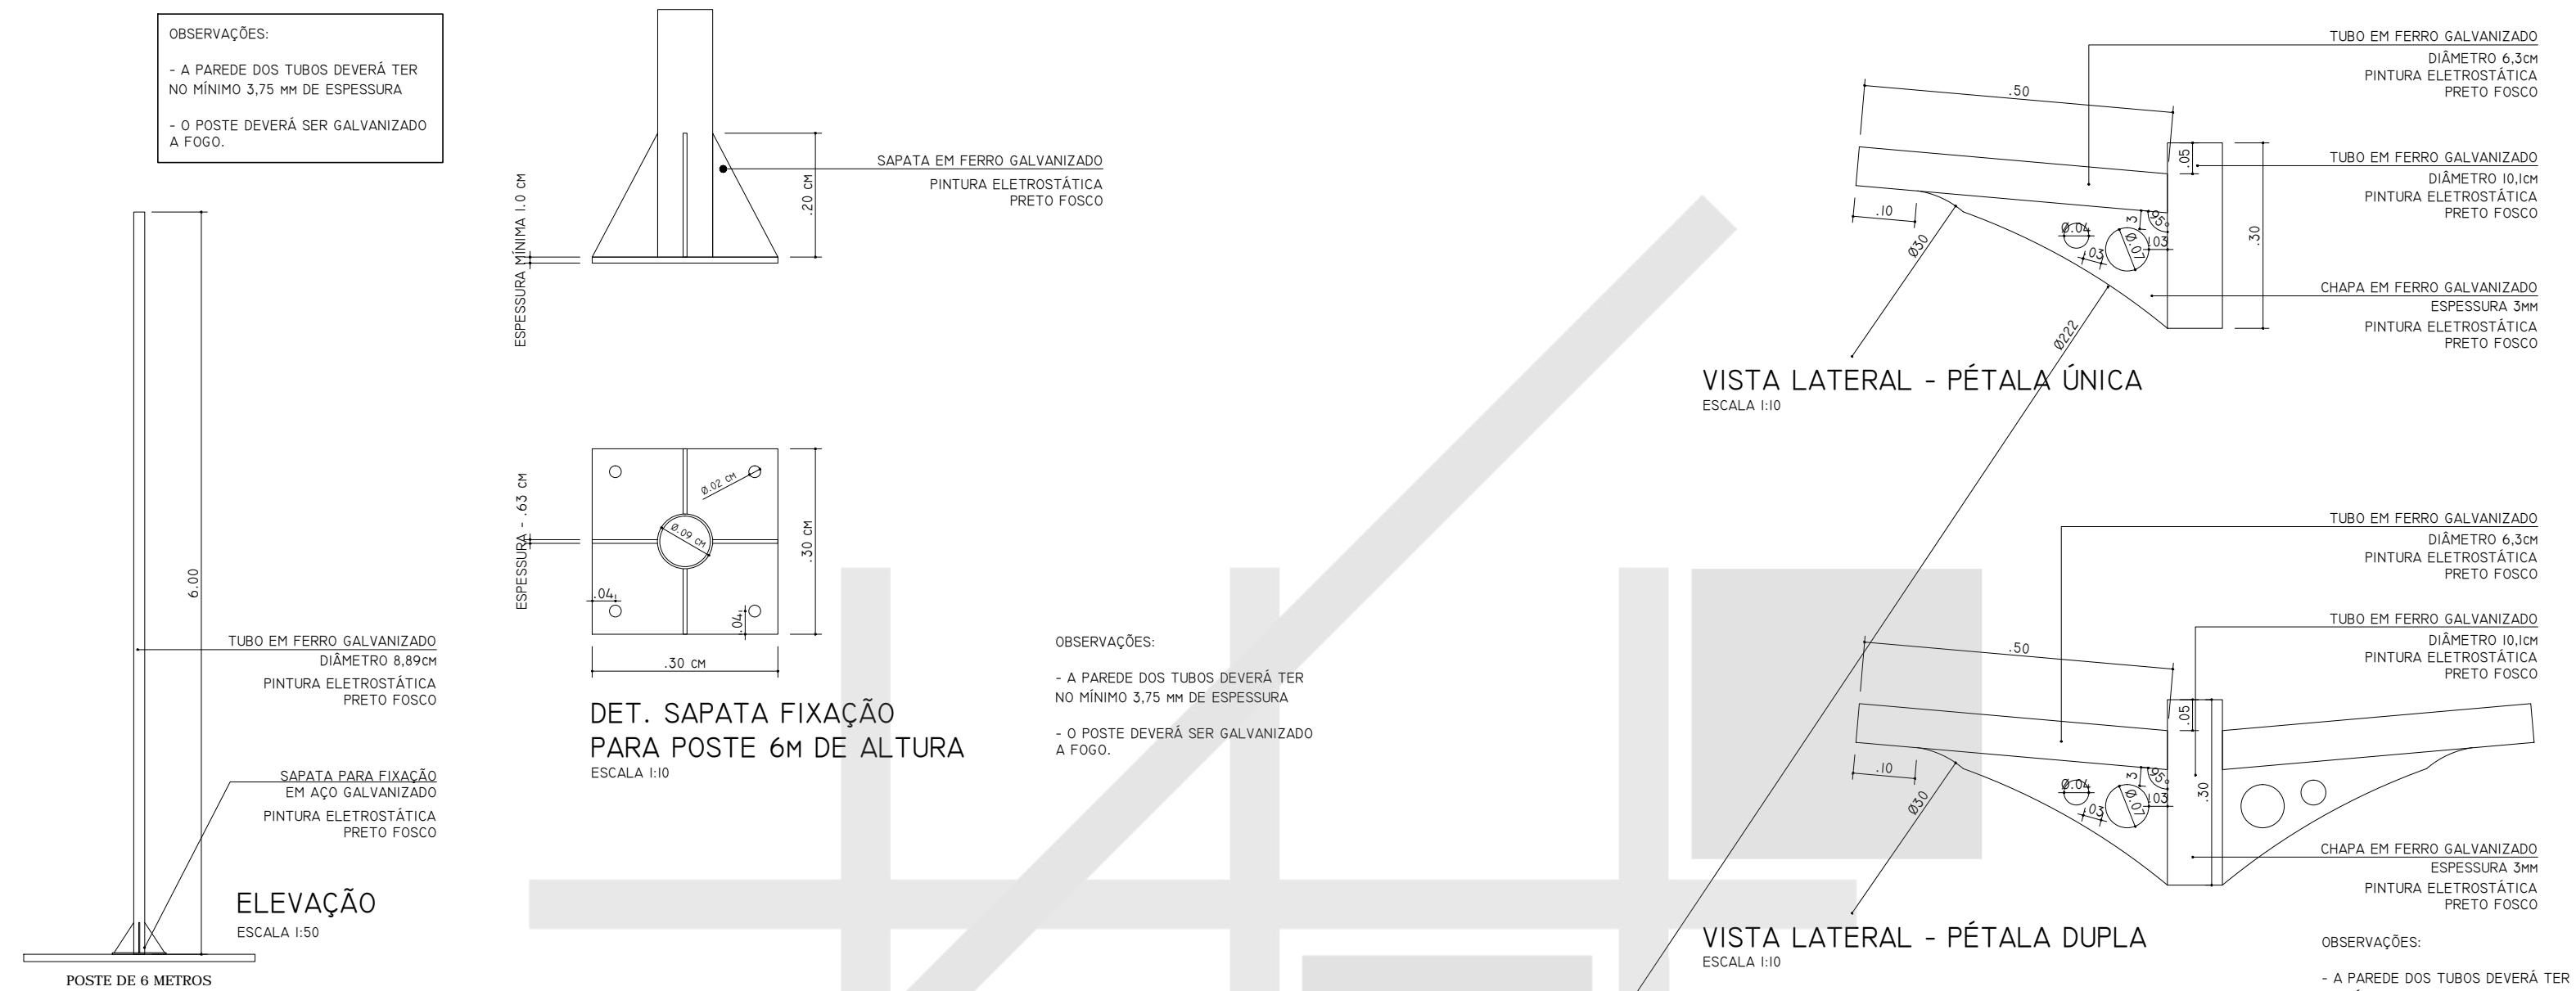 OBSERVAÇÕES:
- A PAREDE DOS TUBOS DEVERÁ TER
NO MÍNIMO 3,75 MM DE ESPESSURA
- O POSTE DEVERÁ SER GALVANIZADO
A FOGO.
6.00
TUBO EM FERRO GALVANIZADO
DIÂMETRO 8,89CM
PINTURA ELETROSTÁTICA
PRETO FOSCO
SAPATA PARA FIXAÇÃO
EM AÇO GALVANIZADO
PINTURA ELETROSTÁTICA
PRETO FOSCO
ELEVAÇÃO
ESCALA 1:50
POSTE DE 6 METROS
ESPESSURA MÍNIMA 1.0 CM
.20 CM
SAPATA EM FERRO GALVANIZADO
PINTURA ELETROSTÁTICA
PRETO FOSCO
ESPESSURA - .63 CM
Ø.02 CM
Ø.09 CM
.30 CM
.04
.04
.30 CM
DET. SAPATA FIXAÇÃO
PARA POSTE 6M DE ALTURA
ESCALA 1:10
OBSERVAÇÕES:
- A PAREDE DOS TUBOS DEVERÁ TER
NO MÍNIMO 3,75 MM DE ESPESSURA
- O POSTE DEVERÁ SER GALVANIZADO
A FOGO.
TUBO EM FERRO GALVANIZADO
DIÂMETRO 6,3CM
PINTURA ELETROSTÁTICA
PRETO FOSCO
.50
.05
TUBO EM FERRO GALVANIZADO
DIÂMETRO 10,1CM
PINTURA ELETROSTÁTICA
PRETO FOSCO
.10
Ø30
Ø.04
3
95°
Ø.07
.03
.03
.30
CHAPA EM FERRO GALVANIZADO
ESPESSURA 3MM
PINTURA ELETROSTÁTICA
PRETO FOSCO
Ø222
VISTA LATERAL - PÉTALA ÚNICA
ESCALA 1:10
TUBO EM FERRO GALVANIZADO
DIÂMETRO 6,3CM
PINTURA ELETROSTÁTICA
PRETO FOSCO
TUBO EM FERRO GALVANIZADO
DIÂMETRO 10,1CM
PINTURA ELETROSTÁTICA
PRETO FOSCO
.50
.05
.10
Ø30
Ø.04
3
95°
Ø.07
.03
.03
.30
CHAPA EM FERRO GALVANIZADO
ESPESSURA 3MM
PINTURA ELETROSTÁTICA
PRETO FOSCO
VISTA LATERAL - PÉTALA DUPLA
ESCALA 1:10
OBSERVAÇÕES:
- A PAREDE DOS TUBOS DEVERÁ TER